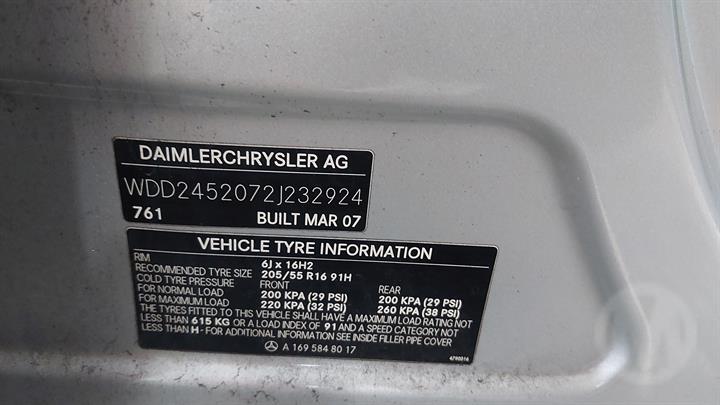 DAIMLERCHRYSLER AG
WDD2452072J232924
761 BUILT MAR 07
VEHICLE TYRE INFORMATION
RIM 6J x 16H2
RECOMMENDED TYRE SIZE 205/55 R16 91H
COLD TYRE PRESSURE FRONT REAR
FOR NORMAL LOAD 200 KPA (29 PSI) 200 KPA (29 PSI)
FOR MAXIMUM LOAD 220 KPA (32 PSI) 260 KPA (38 PSI)
THE TYRES FITTED TO THIS VEHICLE SHALL HAVE A MAXIMUM LOAD RATING NOT
LESS THAN 615 KG OR A LOAD INDEX OF 91 AND A SPEED CATEGORY NOT
LESS THAN H - FOR ADDITIONAL INFORMATION SEE INSIDE FILLER PIPE COVER
A 169 584 80 17